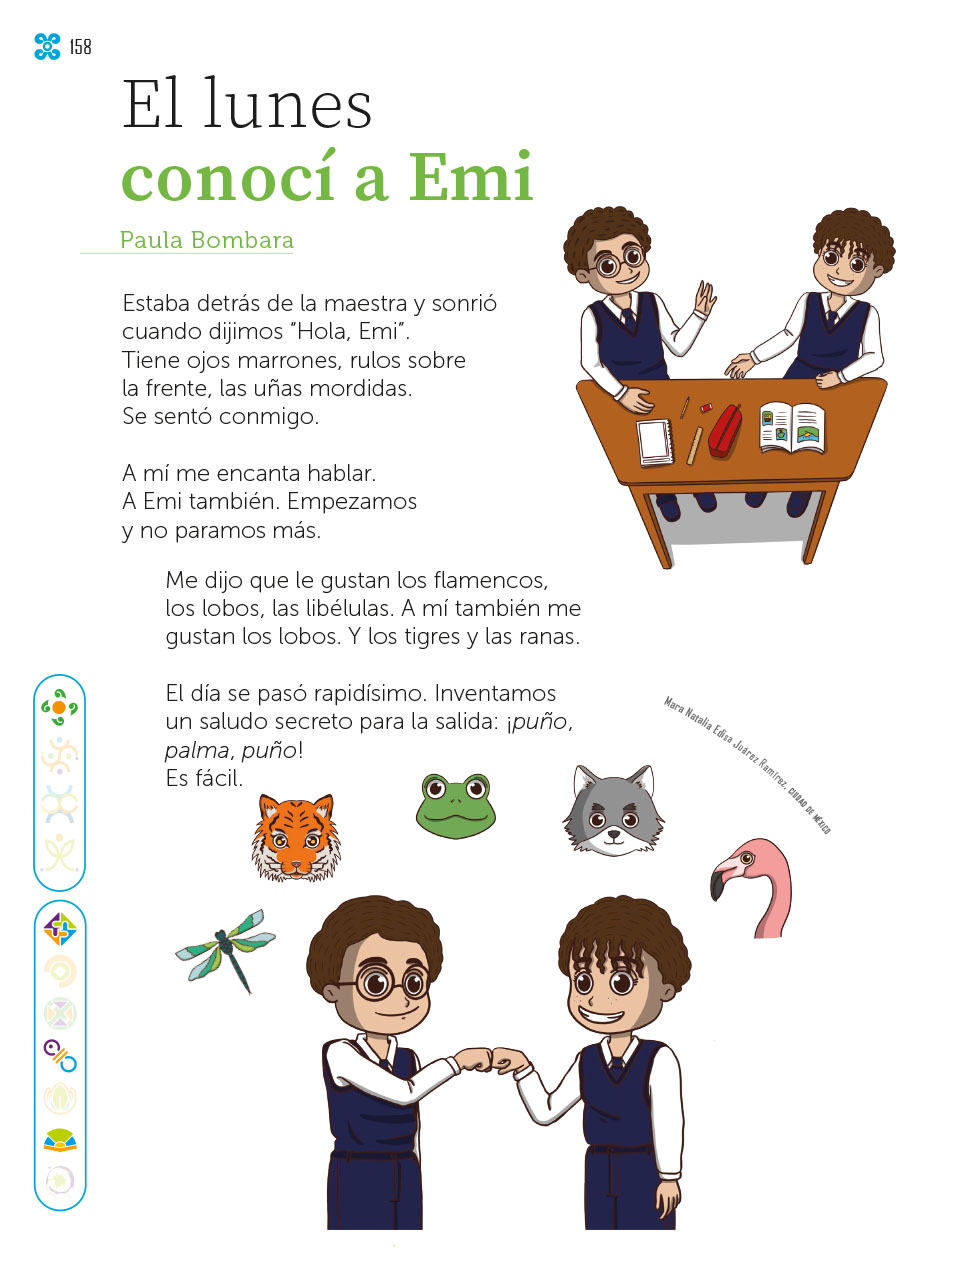 158
El lunes
conocí a Emi
Paula Bombara
Estaba detrás de la maestra y sonrió
cuando dijimos “Hola, Emi”.
Tiene ojos marrones, rulos sobre
la frente, las uñas mordidas.
Se sentó conmigo.
A mí me encanta hablar.
A Emi también. Empezamos
y no paramos más.
Me dijo que le gustan los flamencos,
los lobos, las libélulas. A mí también me
gustan los lobos. Y los tigres y las ranas.
El día se pasó rapidísimo. Inventamos
un saludo secreto para la salida: ¡puño,
palma, puño!
Es fácil.
Mara Natalia Edisa Juárez Ramírez, CIUDAD DE MÉXICO